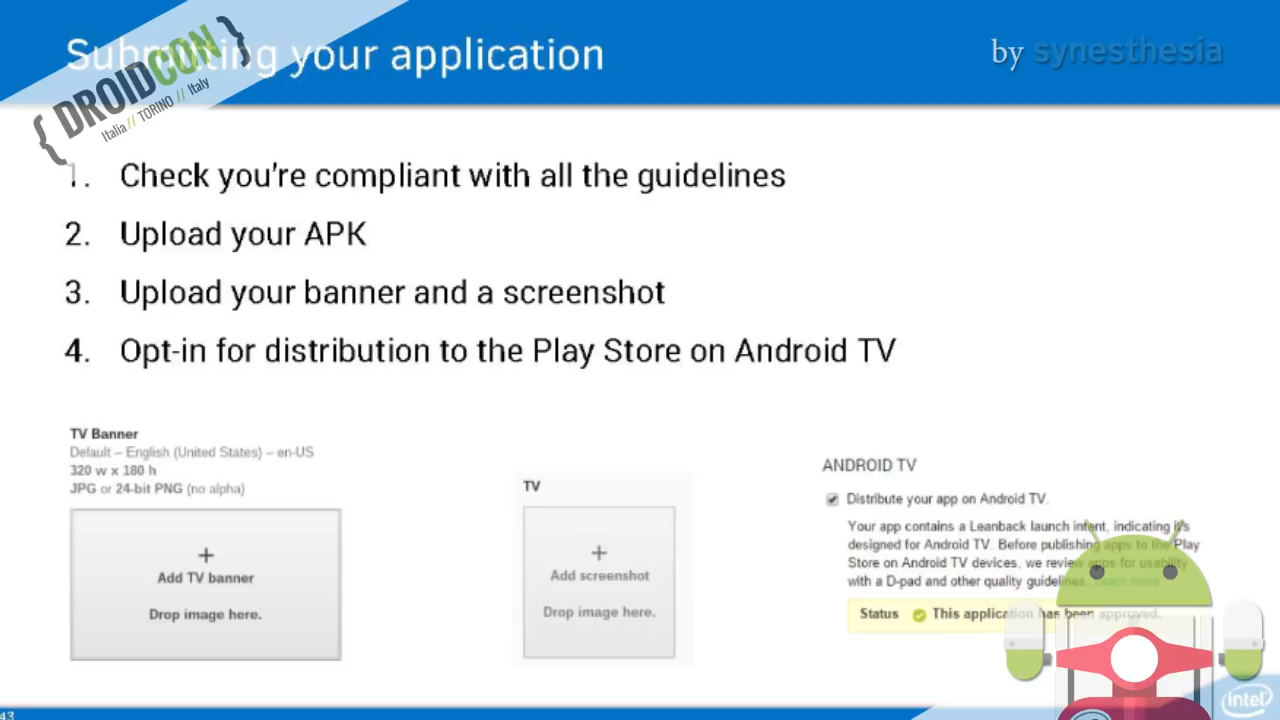 Submitting your application
by synesthesia
{ DROIDCON }
Italia // TORINO // Italy
1. Check you're compliant with all the guidelines
2. Upload your APK
3. Upload your banner and a screenshot
4. Opt-in for distribution to the Play Store on Android TV
TV Banner
Default – English (United States) – en-US
320 w x 180 h
JPG or 24-bit PNG (no alpha)
+
Add TV banner
Drop image here.
TV
+
Add screenshot
Drop image here.
ANDROID TV
Distribute your app on Android TV.
Your app contains a Leanback launch intent, indicating it's
designed for Android TV. Before publishing apps to the Play
Store on Android TV devices, we review apps for usability
with a D-pad and other quality guidelines. Learn more
Status This application has been approved.
43
intel